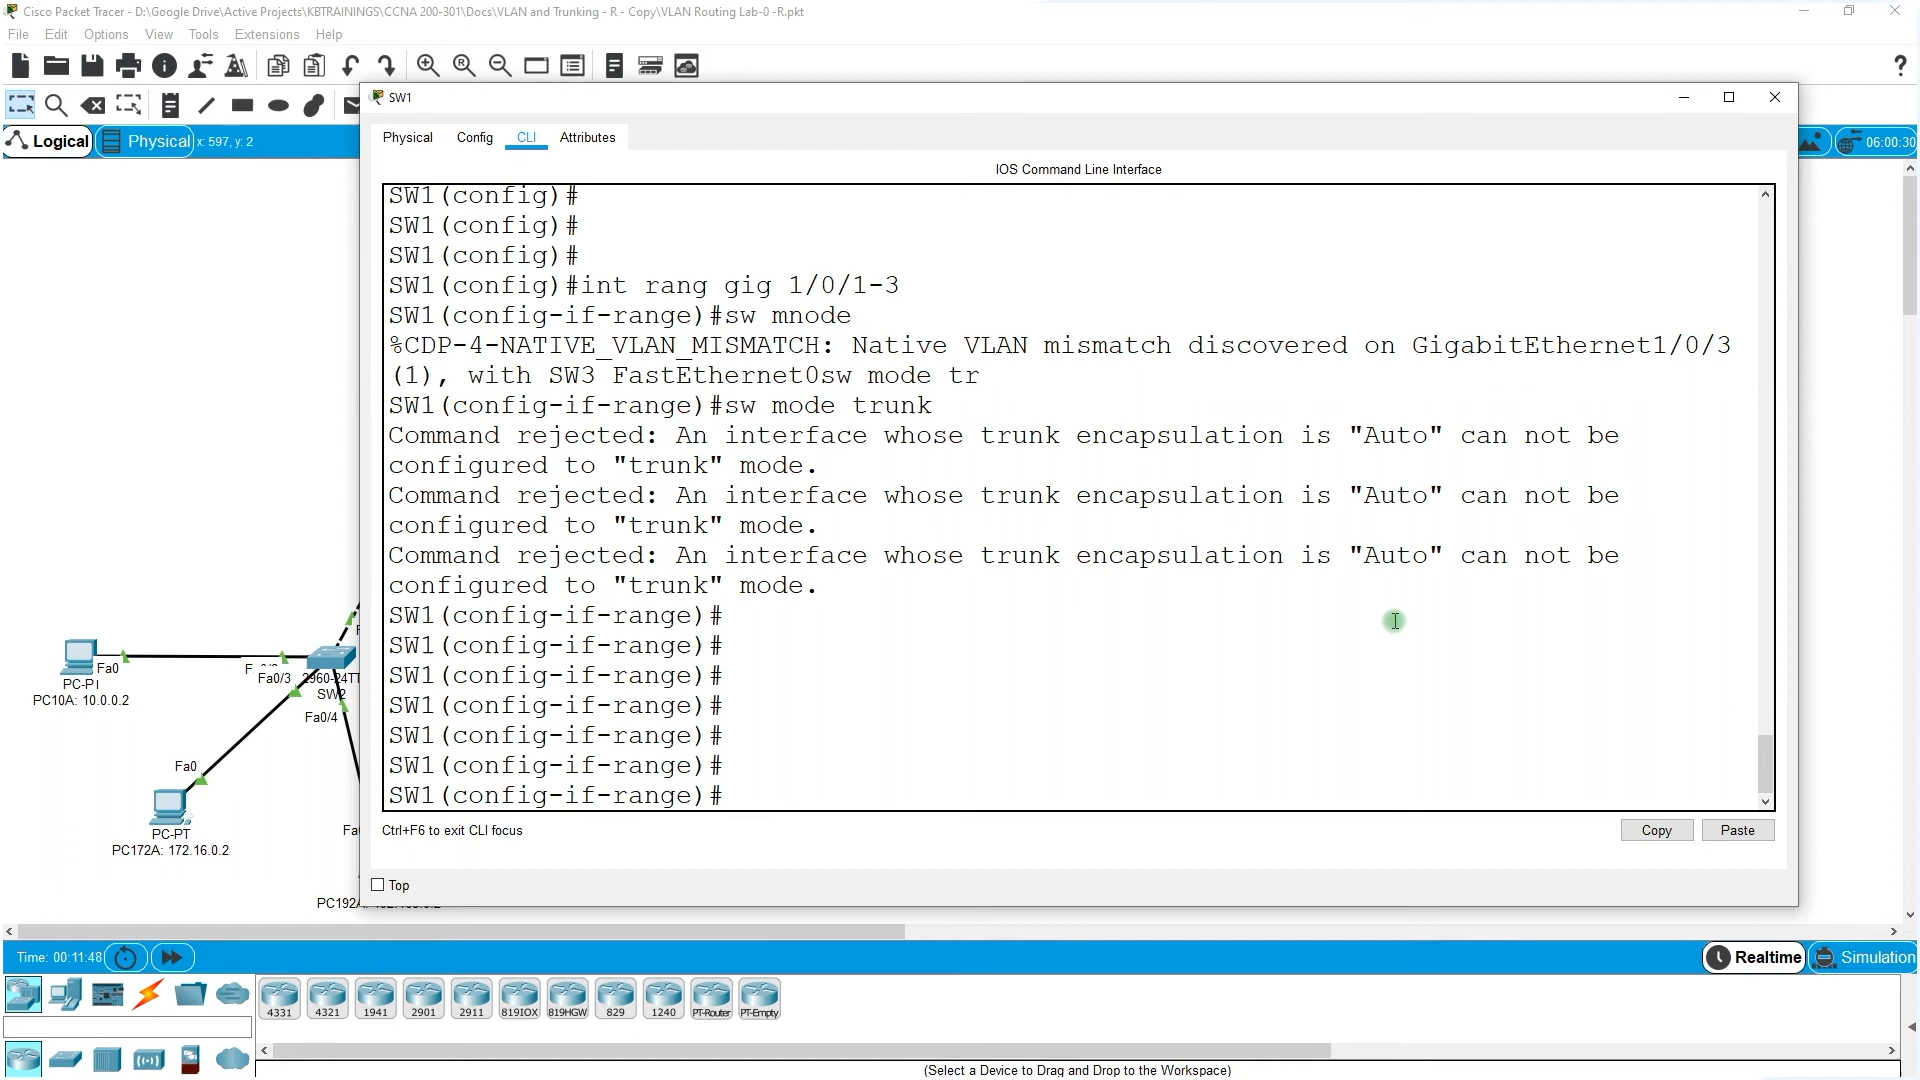 Cisco Packet Tracer - D:\Google Drive\Active Projects\KBTRAININGS\CCNA 200-301\Docs\VLAN and Trunking - R - Copy\VLAN Routing Lab-0 -R.pkt
File Edit Options View Tools Extensions Help
SW1
Logical Physical x: 597, y: 2
06:00:30
Physical Config CLI Attributes
IOS Command Line Interface
SW1(config)#
SW1(config)#
SW1(config)#
SW1(config)#int rang gig 1/0/1-3
SW1(config-if-range)#sw mnode
%CDP-4-NATIVE_VLAN_MISMATCH: Native VLAN mismatch discovered on GigabitEthernet1/0/3
(1), with SW3 FastEthernet0sw mode tr
SW1(config-if-range)#sw mode trunk
Command rejected: An interface whose trunk encapsulation is "Auto" can not be
configured to "trunk" mode.
Command rejected: An interface whose trunk encapsulation is "Auto" can not be
configured to "trunk" mode.
Command rejected: An interface whose trunk encapsulation is "Auto" can not be
configured to "trunk" mode.
SW1(config-if-range)#
SW1(config-if-range)#
SW1(config-if-range)#
SW1(config-if-range)#
SW1(config-if-range)#
SW1(config-if-range)#
SW1(config-if-range)#
Ctrl+F6 to exit CLI focus
Copy Paste
Top
Fa0
PC-PT
PC10A: 10.0.0.2
Fa0/3
SW2
Fa0/4
Fa0
PC-PT
PC172A: 172.16.0.2
Time: 00:11:48
Realtime Simulation
4331 4321 1941 2901 2911 819IOX 819HGW 829 1240 PT-Router PT-Empty
(Select a Device to Drag and Drop to the Workspace)